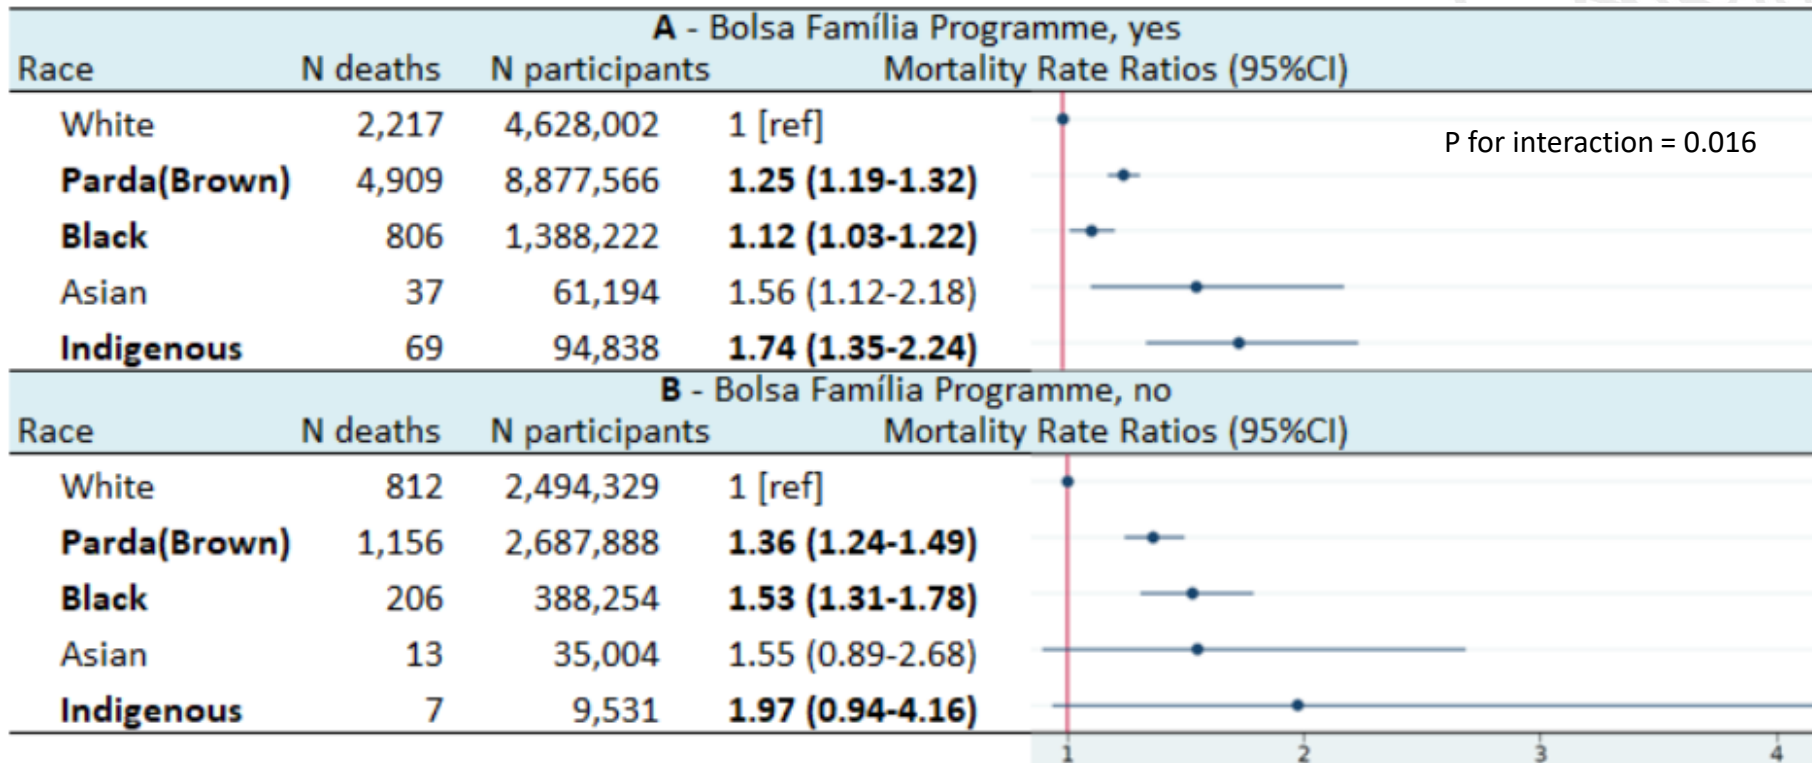 A - Bolsa Família Programme, yes
Race N deaths N participants Mortality Rate Ratios (95%CI)
White 2,217 4,628,002 1 [ref]
P for interaction = 0.016
Parda(Brown) 4,909 8,877,566 1.25 (1.19-1.32)
Black 806 1,388,222 1.12 (1.03-1.22)
Asian 37 61,194 1.56 (1.12-2.18)
Indigenous 69 94,838 1.74 (1.35-2.24)
B - Bolsa Família Programme, no
Race N deaths N participants Mortality Rate Ratios (95%CI)
White 812 2,494,329 1 [ref]
Parda(Brown) 1,156 2,687,888 1.36 (1.24-1.49)
Black 206 388,254 1.53 (1.31-1.78)
Asian 13 35,004 1.55 (0.89-2.68)
Indigenous 7 9,531 1.97 (0.94-4.16)
1 2 3 4